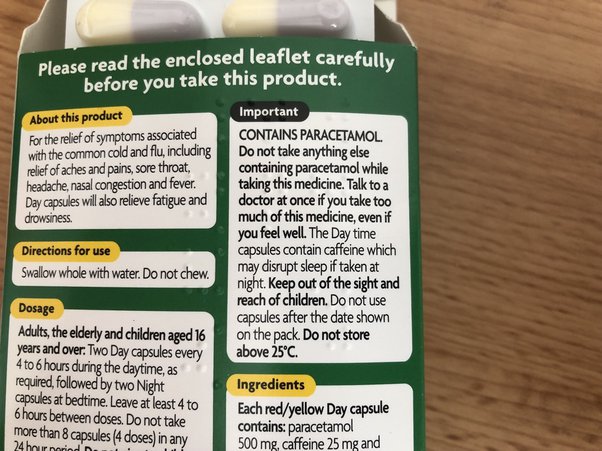 Please read the enclosed leaflet carefully
before you take this product.
About this product
For the relief of symptoms associated
with the common cold and flu, including
relief of aches and pains, sore throat,
headache, nasal congestion and fever.
Day capsules will also relieve fatigue and
drowsiness.
Directions for use
Swallow whole with water. Do not chew.
Dosage
Adults, the elderly and children aged 16
years and over: Two Day capsules every
4 to 6 hours during the daytime, as
required, followed by two Night
capsules at bedtime. Leave at least 4 to
6 hours between doses. Do not take
more than 8 capsules (4 doses) in any
24 hour period.
Important
CONTAINS PARACETAMOL.
Do not take anything else
containing paracetamol while
taking this medicine. Talk to a
doctor at once if you take too
much of this medicine, even if
you feel well. The Day time
capsules contain caffeine which
may disrupt sleep if taken at
night. Keep out of the sight and
reach of children. Do not use
capsules after the date shown
on the pack. Do not store
above 25°C.
Ingredients
Each red/yellow Day capsule
contains: paracetamol
500 mg, caffeine 25 mg and